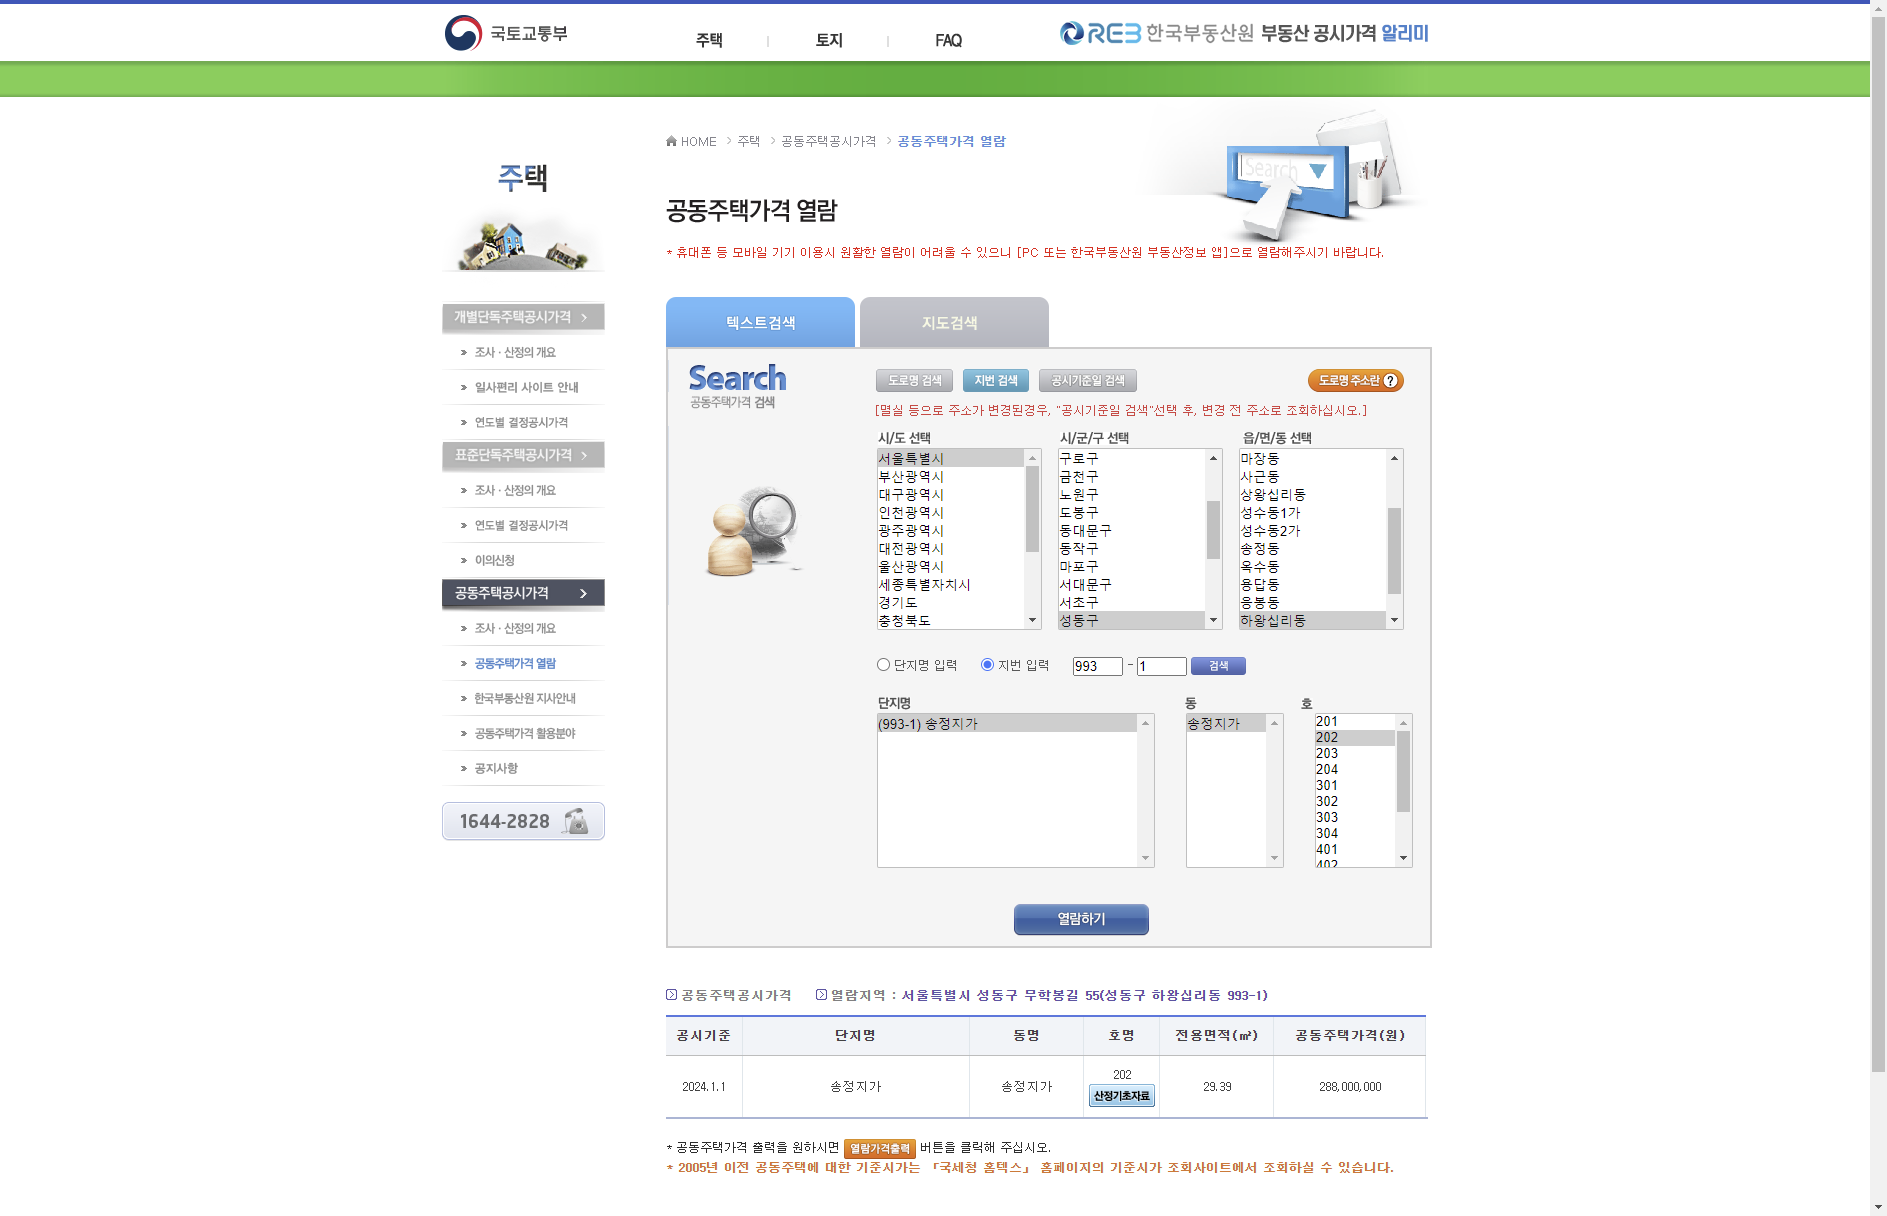 국토교통부
주택
토지
FAQ
REB 한국부동산원 부동산 공시가격 알리미
HOME > 주택 > 공동주택공시가격 > 공동주택가격 열람
주택
Search
공동주택가격 열람
* 휴대폰 등 모바일 기기 이용시 원활한 열람이 어려울 수 있으니 [PC 또는 한국부동산원 부동산정보 앱]으로 열람해주시기 바랍니다.
개별단독주택공시가격 >
» 조사 · 산정의 개요
» 일사편리 사이트 안내
» 연도별 결정공시가격
표준단독주택공시가격 >
» 조사 · 산정의 개요
» 연도별 결정공시가격
» 이의신청
공동주택공시가격 >
» 조사 · 산정의 개요
» 공동주택가격 열람
» 한국부동산원 지사안내
» 공동주택가격 활용분야
» 공지사항
1644-2828
텍스트검색
지도검색
Search
공동주택가격 검색
도로명 검색
지번 검색
공시기준일 검색
도로명 주소란 ?
[멸실 등으로 주소가 변경된경우, "공시기준일 검색"선택 후, 변경 전 주소로 조회하십시오.]
시/도 선택
서울특별시
부산광역시
대구광역시
인천광역시
광주광역시
대전광역시
울산광역시
세종특별자치시
경기도
충청북도
시/군/구 선택
구로구
금천구
노원구
도봉구
동대문구
동작구
마포구
서대문구
서초구
성동구
읍/면/동 선택
마장동
사근동
상왕십리동
성수동1가
성수동2가
송정동
옥수동
용답동
응봉동
하왕십리동
단지명 입력
지번 입력
993 - 1
검색
단지명
(993-1) 송정지가
동
송정지가
호
201
202
203
204
301
302
303
304
401
402
열람하기
공동주택공시가격
열람지역 : 서울특별시 성동구 무학봉길 55(성동구 하왕십리동 993-1)
공시기준 단지명 동명 호명 전용면적(㎡) 공동주택가격(원)
2024.1.1 송정지가 송정지가 202 29.39 288,000,000
산정기초자료
* 공동주택가격 출력을 원하시면 열람가격출력 버튼을 클릭해 주십시오.
* 2005년 이전 공동주택에 대한 기준시가는 「국세청 홈텍스」 홈페이지의 기준시가 조회사이트에서 조회하실 수 있습니다.